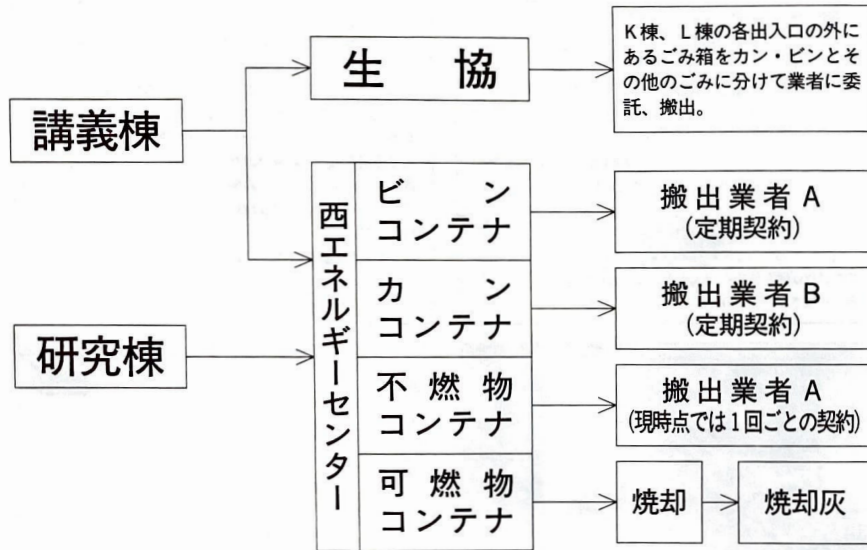 講義棟
研究棟
生協
K棟、L棟の各出入口の外に
あるごみ箱をカン・ビンとそ
の他のごみに分けて業者に委
託、搬出。
西エネルギーセンター
ビン
コンテナ
搬出業者A
(定期契約)
カン
コンテナ
搬出業者B
(定期契約)
不燃物
コンテナ
搬出業者A
(現時点では1回ごとの契約)
可燃物
コンテナ
焼却
焼却灰